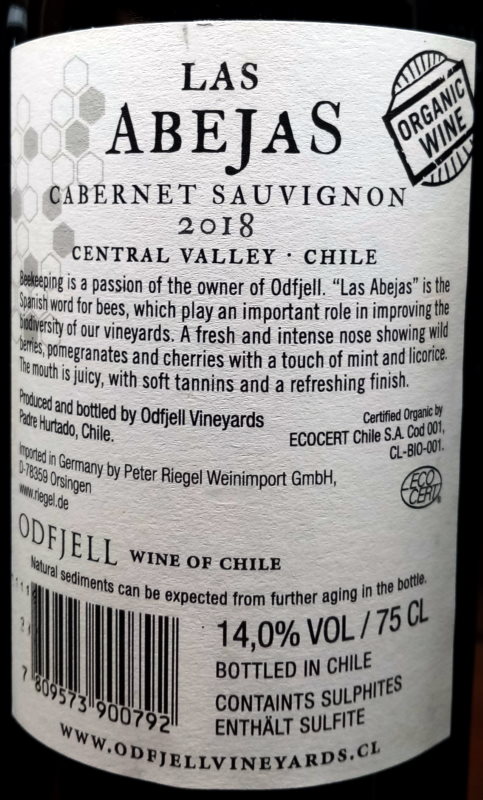 LAS
ABEJAS
ORGANIC
WINE
CABERNET SAUVIGNON
2018
CENTRAL VALLEY · CHILE
Beekeeping is a passion of the owner of Odfjell. “Las Abejas” is the
Spanish word for bees, which play an important role in improving the
biodiversity of our vineyards. A fresh and intense nose showing wild
berries, pomegranates and cherries with a touch of mint and licorice.
The mouth is juicy, with soft tannins and a refreshing finish.
Produced and bottled by Odfjell Vineyards
Padre Hurtado, Chile.
Certified Organic by
ECOCERT Chile S.A. Cod 001,
CL-BIO-001.
Imported in Germany by Peter Riegel Weinimport GmbH,
D-78359 Orsingen
www.riegel.de
ECO
CERT
ODFJELL WINE OF CHILE
Natural sediments can be expected from further aging in the bottle.
7 809573 900792
14,0% VOL / 75 CL
BOTTLED IN CHILE
CONTAINTS SULPHITES
ENTHÄLT SULFITE
WWW.ODFJELLVINEYARDS.CL